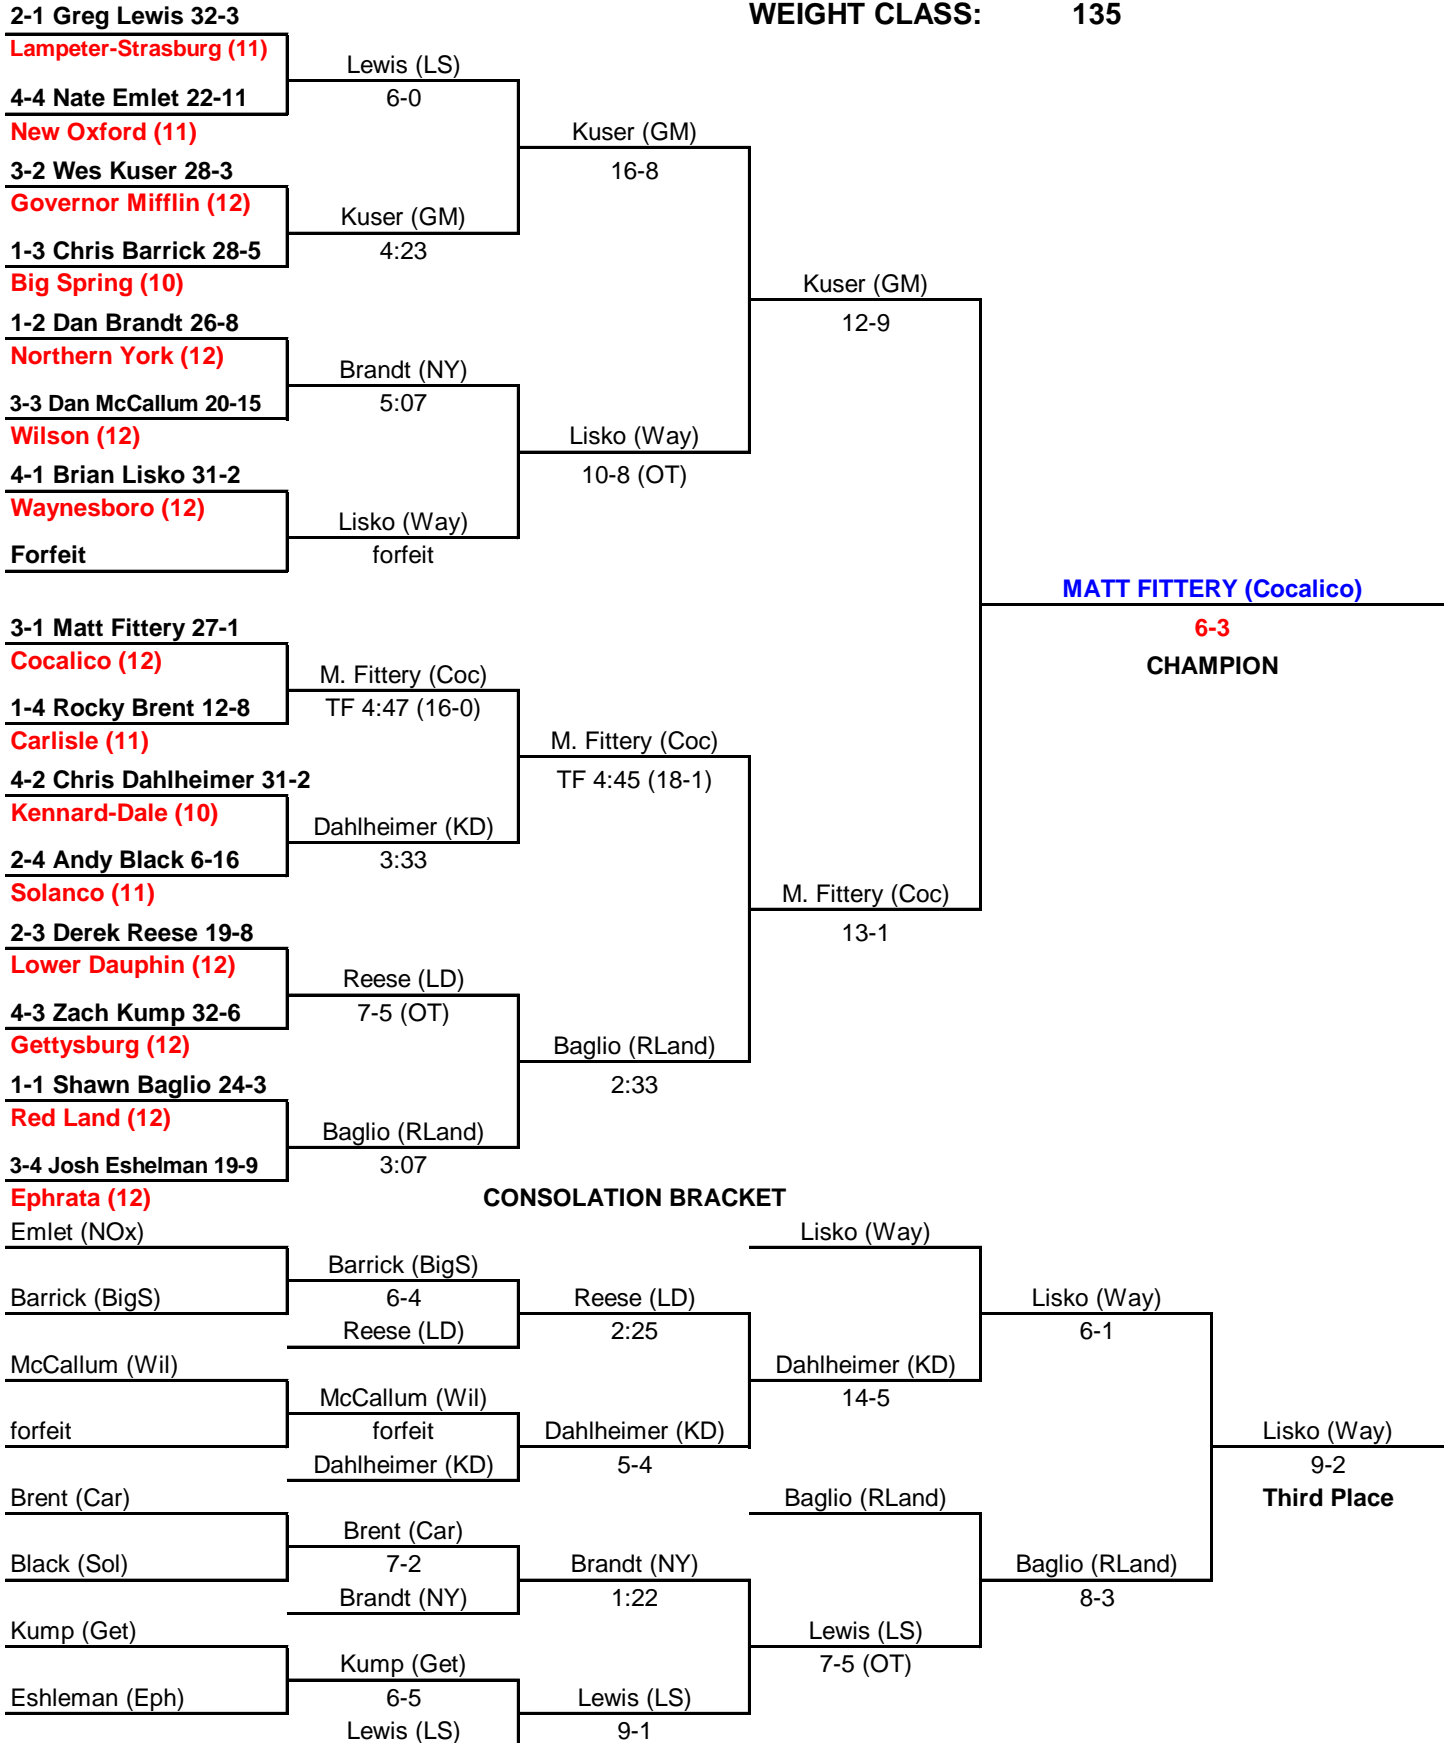 2-1 Greg Lewis 32-3
WEIGHT CLASS: 135
Lampeter-Strasburg (11)
Lewis (LS)
4-4 Nate Emlet 22-11
6-0
New Oxford (11)
Kuser (GM)
3-2 Wes Kuser 28-3
16-8
Governor Mifflin (12)
Kuser (GM)
1-3 Chris Barrick 28-5
4:23
Big Spring (10)
Kuser (GM)
1-2 Dan Brandt 26-8
12-9
Northern York (12)
Brandt (NY)
3-3 Dan McCallum 20-15
5:07
Wilson (12)
Lisko (Way)
4-1 Brian Lisko 31-2
10-8 (OT)
Waynesboro (12)
Lisko (Way)
Forfeit
forfeit
MATT FITTERY (Cocalico)
3-1 Matt Fittery 27-1
6-3
Cocalico (12)
CHAMPION
M. Fittery (Coc)
1-4 Rocky Brent 12-8
TF 4:47 (16-0)
Carlisle (11)
M. Fittery (Coc)
4-2 Chris Dahlheimer 31-2
TF 4:45 (18-1)
Kennard-Dale (10)
Dahlheimer (KD)
2-4 Andy Black 6-16
3:33
Solanco (11)
M. Fittery (Coc)
2-3 Derek Reese 19-8
13-1
Lower Dauphin (12)
Reese (LD)
4-3 Zach Kump 32-6
7-5 (OT)
Gettysburg (12)
Baglio (RLand)
1-1 Shawn Baglio 24-3
2:33
Red Land (12)
Baglio (RLand)
3-4 Josh Eshelman 19-9
3:07
Ephrata (12)
CONSOLATION BRACKET
Emlet (NOx)
Lisko (Way)
Barrick (BigS)
Barrick (BigS)
6-4
Reese (LD)
Lisko (Way)
Reese (LD)
2:25
6-1
McCallum (Wil)
Dahlheimer (KD)
McCallum (Wil)
14-5
forfeit
forfeit
Dahlheimer (KD)
Lisko (Way)
Dahlheimer (KD)
5-4
9-2
Brent (Car)
Baglio (RLand)
Third Place
Brent (Car)
Black (Sol)
7-2
Brandt (NY)
Baglio (RLand)
Brandt (NY)
1:22
8-3
Kump (Get)
Lewis (LS)
Kump (Get)
7-5 (OT)
Eshleman (Eph)
6-5
Lewis (LS)
Lewis (LS)
9-1